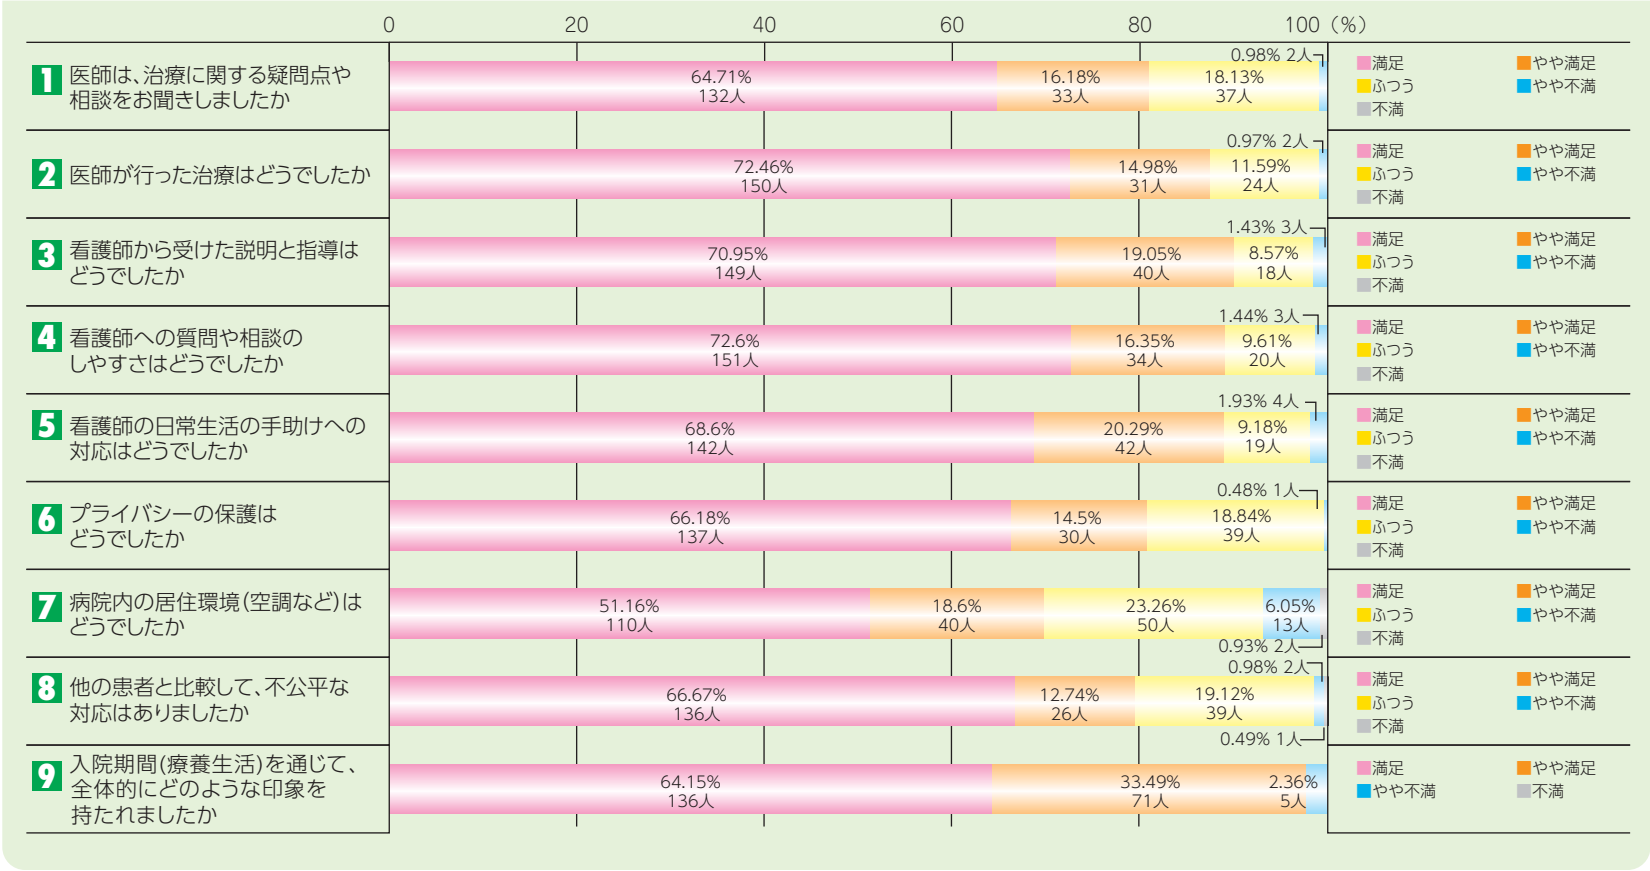 0 20 40 60 80 100 (%)
1 医師は、治療に関する疑問点や
相談をお聞きしましたか
64.71% 16.18% 18.13% 0.98% 2人
132人 33人 37人
■満足 ■やや満足
■ふつう ■やや不満
■不満
2 医師が行った治療はどうでしたか
72.46% 14.98% 11.59% 0.97% 2人
150人 31人 24人
■満足 ■やや満足
■ふつう ■やや不満
■不満
3 看護師から受けた説明と指導は
どうでしたか
70.95% 19.05% 8.57% 1.43% 3人
149人 40人 18人
■満足 ■やや満足
■ふつう ■やや不満
■不満
4 看護師への質問や相談の
しやすさはどうでしたか
72.6% 16.35% 9.61% 1.44% 3人
151人 34人 20人
■満足 ■やや満足
■ふつう ■やや不満
■不満
5 看護師の日常生活の手助けへの
対応はどうでしたか
68.6% 20.29% 9.18% 1.93% 4人
142人 42人 19人
■満足 ■やや満足
■ふつう ■やや不満
■不満
6 プライバシーの保護は
どうでしたか
66.18% 14.5% 18.84% 0.48% 1人
137人 30人 39人
■満足 ■やや満足
■ふつう ■やや不満
■不満
7 病院内の居住環境(空調など)は
どうでしたか
51.16% 18.6% 23.26% 6.05%
110人 40人 50人 13人
0.93% 2人
■満足 ■やや満足
■ふつう ■やや不満
■不満
8 他の患者と比較して、不公平な
対応はありましたか
66.67% 12.74% 19.12% 0.98% 2人
136人 26人 39人
0.49% 1人
■満足 ■やや満足
■ふつう ■やや不満
■不満
9 入院期間(療養生活)を通じて、
全体的にどのような印象を
持たれましたか
64.15% 33.49% 2.36%
136人 71人 5人
■満足 ■やや満足
■やや不満 ■不満